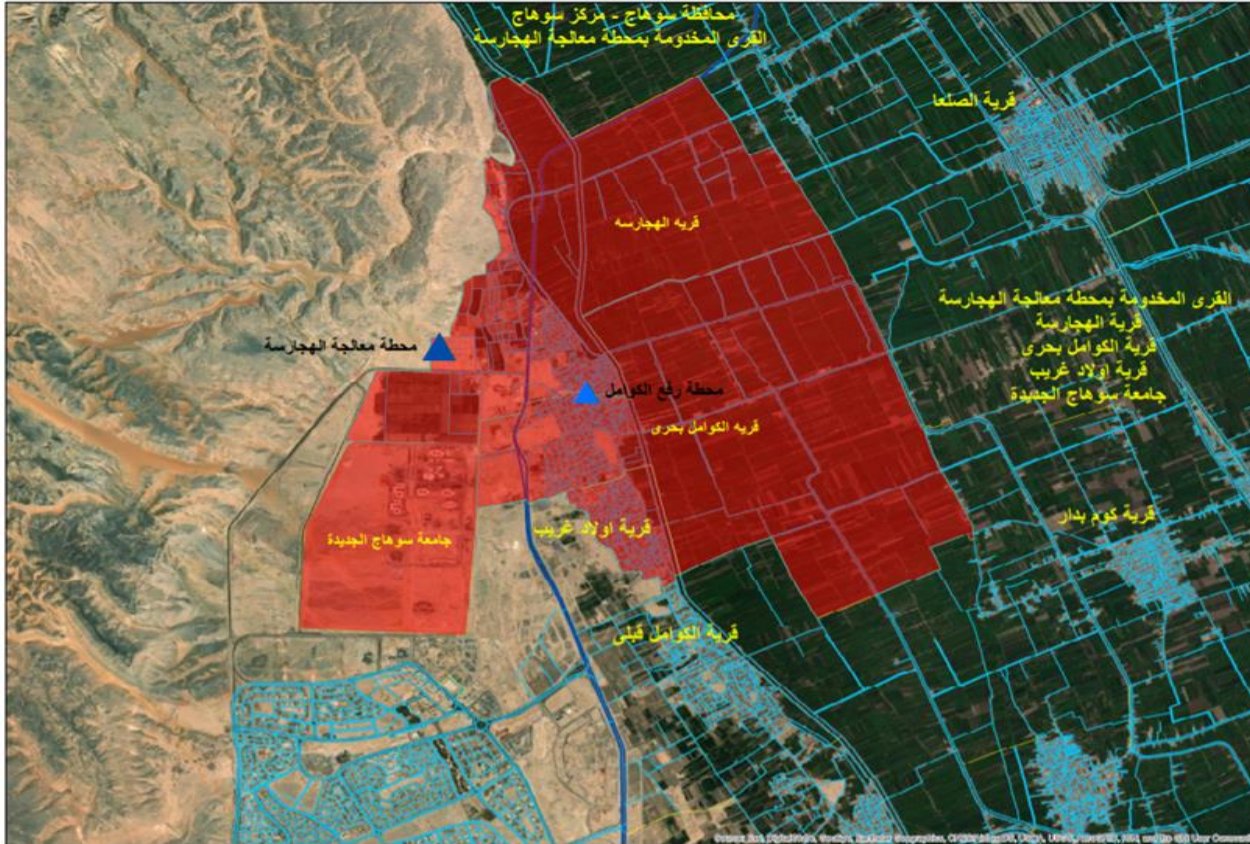 محافظة سوهاج - مركز سوهاج
القرى المخدومة بمحطة معالجة الهجارسة
قرية الصلعا
قريه الهجارسه
القرى المخدومة بمحطة معالجة الهجارسة
قرية الهجارسة
قرية الكوامل بحرى
قرية اولاد غريب
جامعة سوهاج الجديدة
محطة معالجة الهجارسة
محطة رفع الكوامل
قريه الكوامل بحرى
قرية كوم بدار
قرية اولاد غريب
جامعة سوهاج الجديدة
قرية الكوامل قبلى